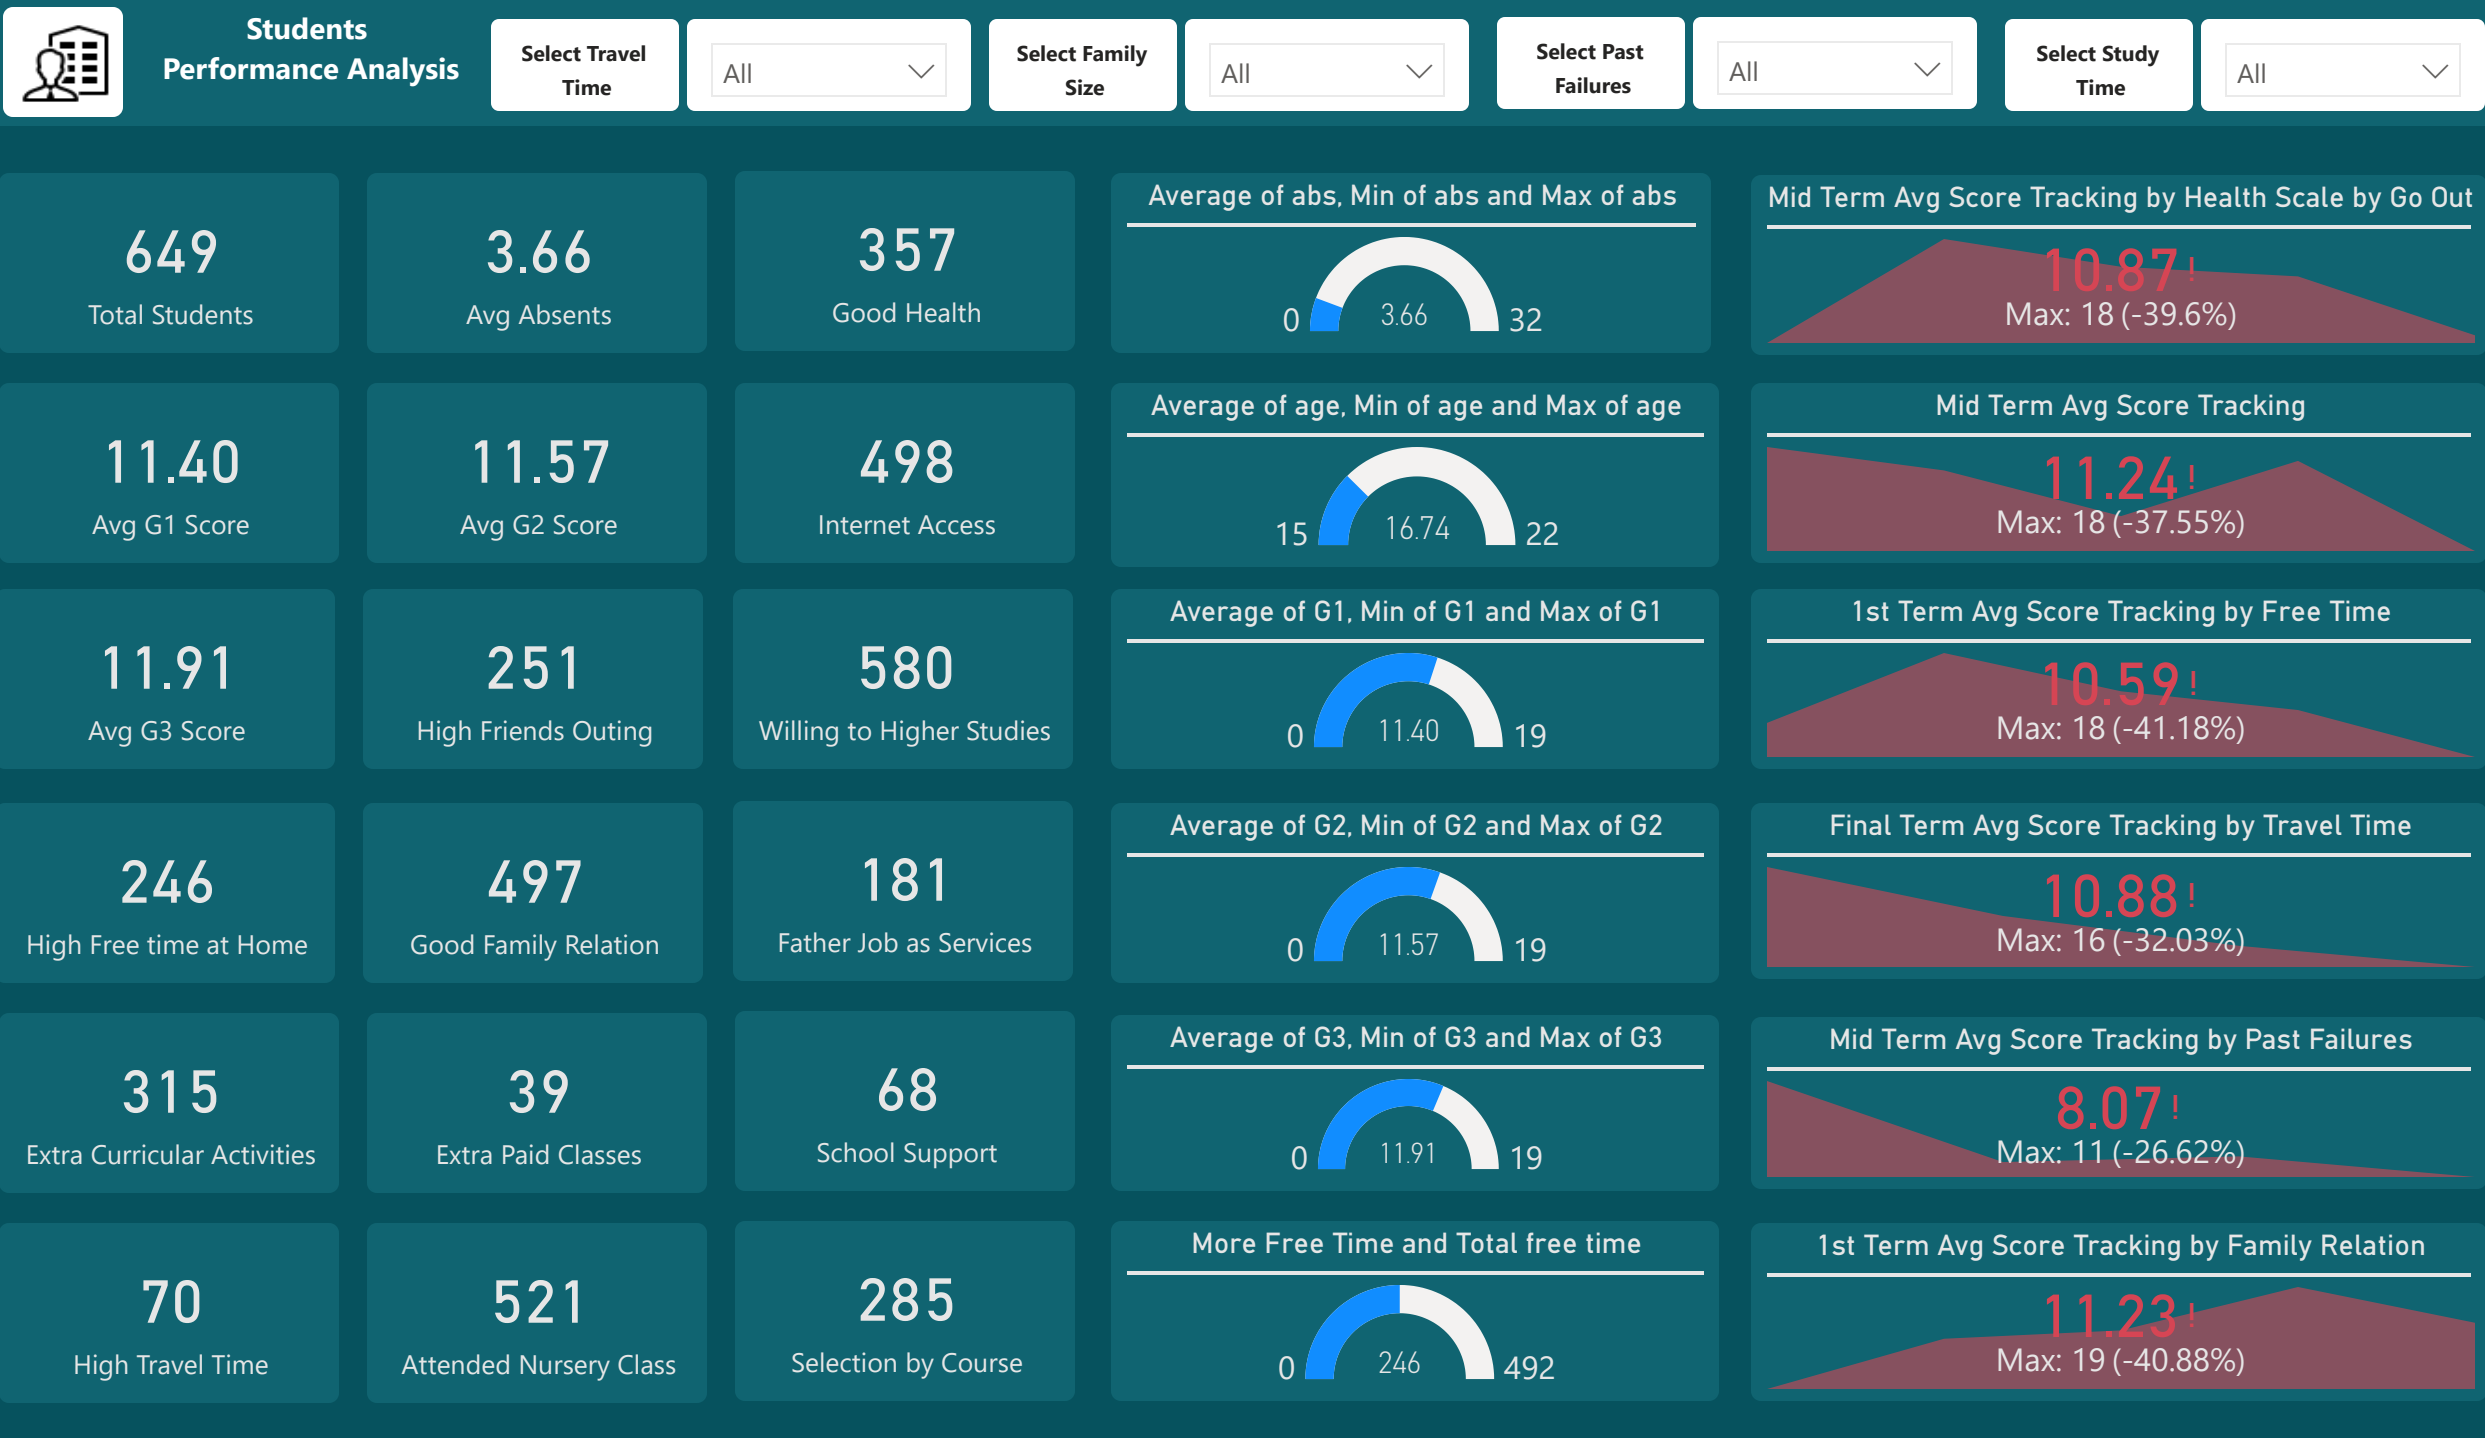 Students
Performance Analysis
Select Travel
Time
All
Select Family
Size
All
Select Past
Failures
All
Select Study
Time
All
649
Total Students
3.66
Avg Absents
357
Good Health
Average of abs, Min of abs and Max of abs
0
3.66
32
Mid Term Avg Score Tracking by Health Scale by Go Out
10.87!
Max: 18 (-39.6%)
11.40
Avg G1 Score
11.57
Avg G2 Score
498
Internet Access
Average of age, Min of age and Max of age
15
16.74
22
Mid Term Avg Score Tracking
11.24!
Max: 18 (-37.55%)
11.91
Avg G3 Score
251
High Friends Outing
580
Willing to Higher Studies
Average of G1, Min of G1 and Max of G1
0
11.40
19
1st Term Avg Score Tracking by Free Time
10.59!
Max: 18 (-41.18%)
246
High Free time at Home
497
Good Family Relation
181
Father Job as Services
Average of G2, Min of G2 and Max of G2
0
11.57
19
Final Term Avg Score Tracking by Travel Time
10.88!
Max: 16 (-32.03%)
315
Extra Curricular Activities
39
Extra Paid Classes
68
School Support
Average of G3, Min of G3 and Max of G3
0
11.91
19
Mid Term Avg Score Tracking by Past Failures
8.07!
Max: 11 (-26.62%)
70
High Travel Time
521
Attended Nursery Class
285
Selection by Course
More Free Time and Total free time
0
246
492
1st Term Avg Score Tracking by Family Relation
11.23!
Max: 19 (-40.88%)